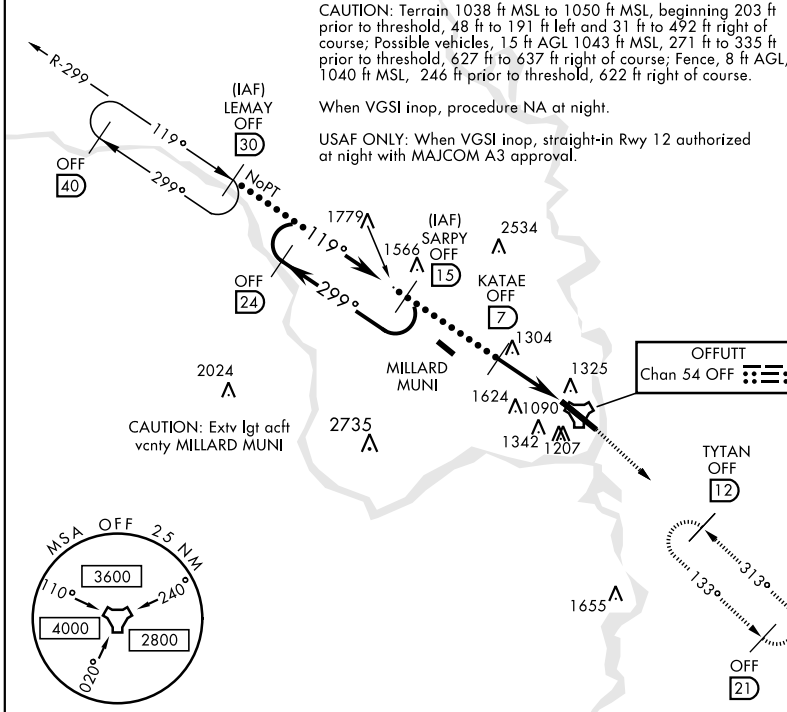 CAUTION: Terrain 1038 ft MSL to 1050 ft MSL, beginning 203 ft
prior to threshold, 48 ft to 191 ft left and 31 ft to 492 ft right of
course; Possible vehicles, 15 ft AGL 1043 ft MSL, 271 ft to 335 ft
prior to threshold, 627 ft to 637 ft right of course; Fence, 8 ft AGL,
1040 ft MSL, 246 ft prior to threshold, 622 ft right of course.
When VGSI inop, procedure NA at night.
USAF ONLY: When VGSI inop, straight-in Rwy 12 authorized
at night with MAJCOM A3 approval.
R-299
(IAF)
LEMAY
OFF
30
119°
299°
OFF
40
NoPT
1779
119°
1566
(IAF)
SARPY
OFF
15
2534
299°
OFF
24
KATAE
OFF
7
1304
MILLARD
MUNI
OFFUTT
Chan 54 OFF
1325
2024
1624
1090
1342
1207
CAUTION: Extv lgt acft
vcnty MILLARD MUNI
2735
TYTAN
OFF
12
313°
133°
OFF
21
1655
MSA OFF 25 NM
3600
110°
240°
4000
2800
020°